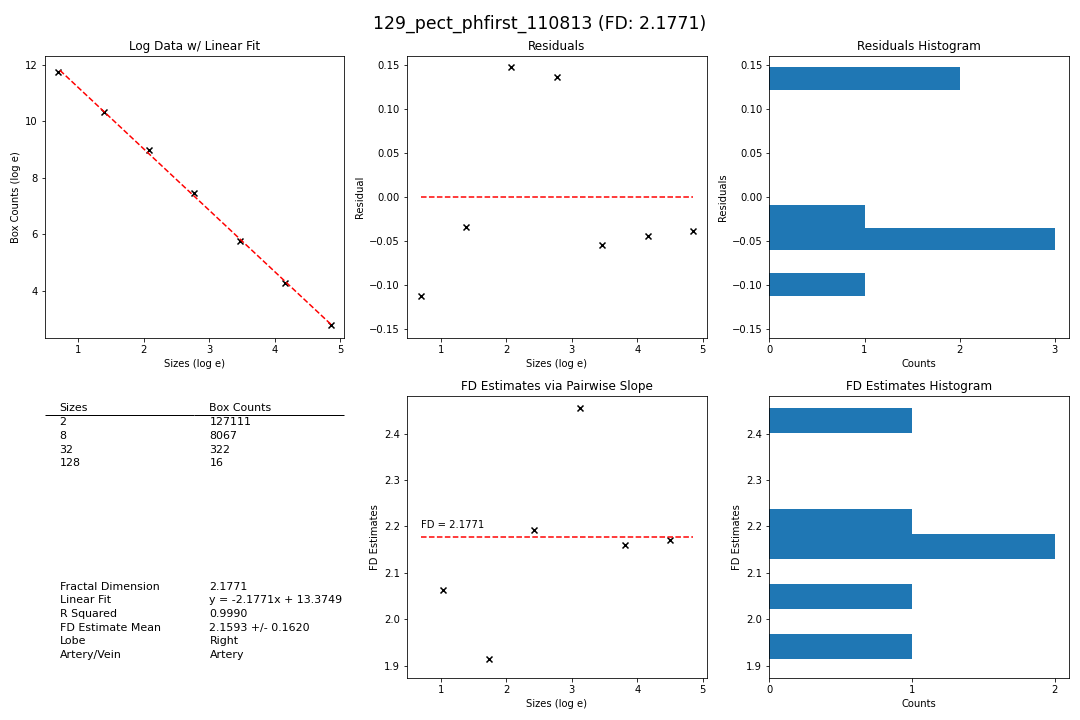 129_pect_phfirst_110813 (FD: 2.1771)
Log Data w/ Linear Fit
12
10
8
6
4
Box Counts (log e)
1 2 3 4 5
Sizes (log e)
Residuals
0.15
0.10
0.05
0.00
−0.05
−0.10
−0.15
Residual
1 2 3 4 5
Sizes (log e)
Residuals Histogram
0.15
0.10
0.05
0.00
−0.05
−0.10
−0.15
Residuals
0 1 2 3
Counts
Sizes Box Counts
2 127111
8 8067
32 322
128 16
Fractal Dimension 2.1771
Linear Fit y = -2.1771x + 13.3749
R Squared 0.9990
FD Estimate Mean 2.1593 +/- 0.1620
Lobe Right
Artery/Vein Artery
FD Estimates via Pairwise Slope
2.4
2.3
2.2
2.1
2.0
1.9
FD Estimates
FD = 2.1771
1 2 3 4 5
Sizes (log e)
FD Estimates Histogram
2.4
2.3
2.2
2.1
2.0
1.9
FD Estimates
0 1 2
Counts